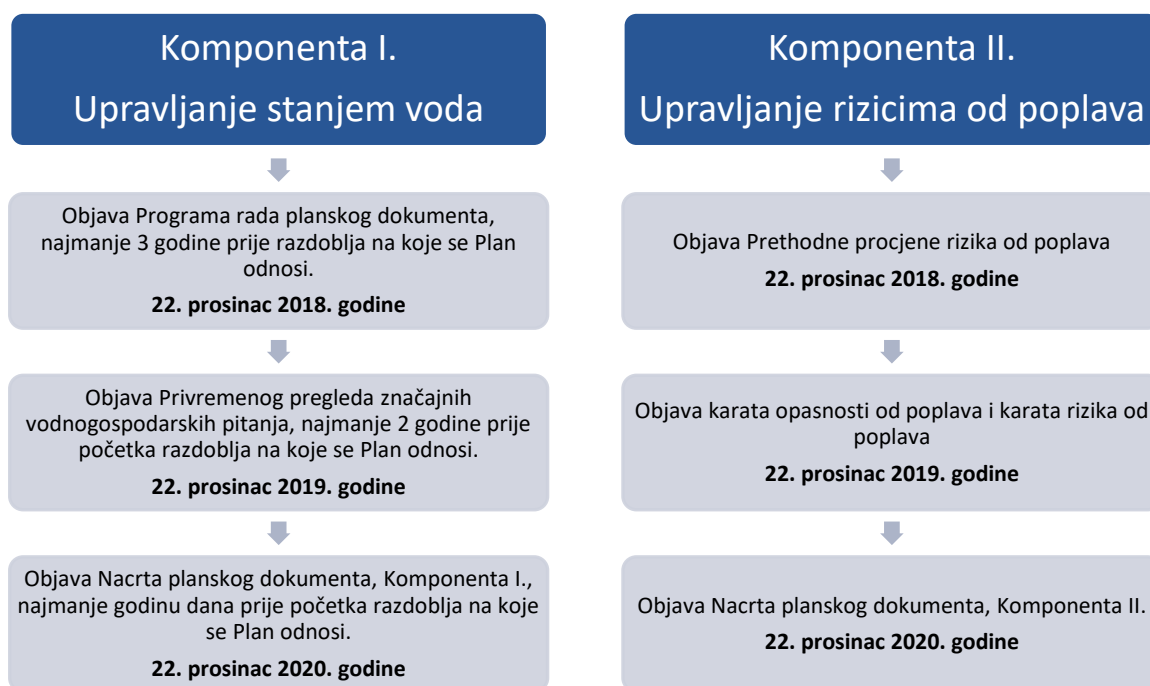 Komponenta I.
Upravljanje stanjem voda
Objava Programa rada planskog dokumenta,
najmanje 3 godine prije razdoblja na koje se Plan
odnosi.
22. prosinac 2018. godine
Objava Privremenog pregleda značajnih
vodnogospodarskih pitanja, najmanje 2 godine prije
početka razdoblja na koje se Plan odnosi.
22. prosinac 2019. godine
Objava Nacrta planskog dokumenta, Komponenta I.,
najmanje godinu dana prije početka razdoblja na koje
se Plan odnosi.
22. prosinac 2020. godine
Komponenta II.
Upravljanje rizicima od poplava
Objava Prethodne procjene rizika od poplava
22. prosinac 2018. godine
Objava karata opasnosti od poplava i karata rizika od
poplava
22. prosinac 2019. godine
Objava Nacrta planskog dokumenta, Komponenta II.
22. prosinac 2020. godine